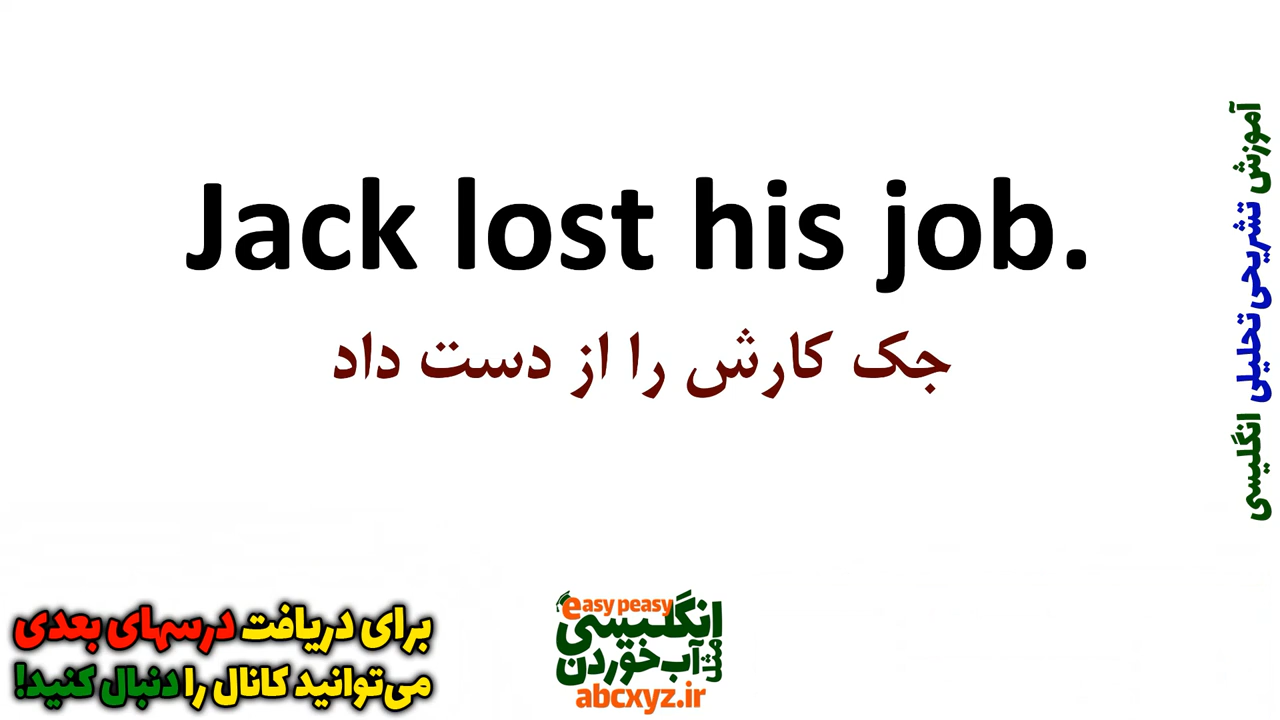 Jack lost his job.
جک کارش را از دست داد
آموزش تشریحی تحلیلی انگلیسی
برای دریافت درسهای بعدی
می‌توانید کانال را دنبال کنید!
easy peasy
انگلیسی
مثل آب خوردن
abcxyz.ir